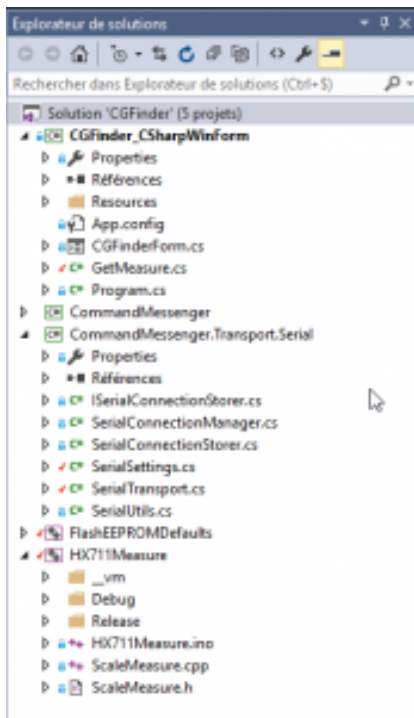 Explorateur de solutions
Rechercher dans Explorateur de solutions (Ctrl+$)
Solution 'CGFinder' (5 projets)
CGFinder_CSharpWinForm
Properties
Références
Resources
App.config
CGFinderForm.cs
GetMeasure.cs
Program.cs
CommandMessenger
CommandMessenger.Transport.Serial
Properties
Références
ISerialConnectionStorer.cs
SerialConnectionManager.cs
SerialConnectionStorer.cs
SerialSettings.cs
SerialTransport.cs
SerialUtils.cs
FlashEEPROMDefaults
HX711Measure
__vm
Debug
Release
HX711Measure.ino
ScaleMeasure.cpp
ScaleMeasure.h